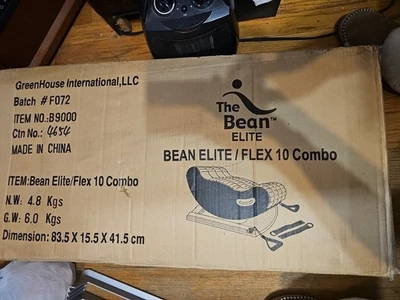 GreenHouse International,LLC
Batch # F072
ITEM NO.:B9000
Ctn No.: 4454
MADE IN CHINA
ITEM:Bean Elite/Flex 10 Combo
N.W: 4.8 Kgs
G.W: 6.0 Kgs
Dimension: 83.5 X 15.5 X 41.5 cm
The
Bean™
ELITE
BEAN ELITE / FLEX 10 Combo